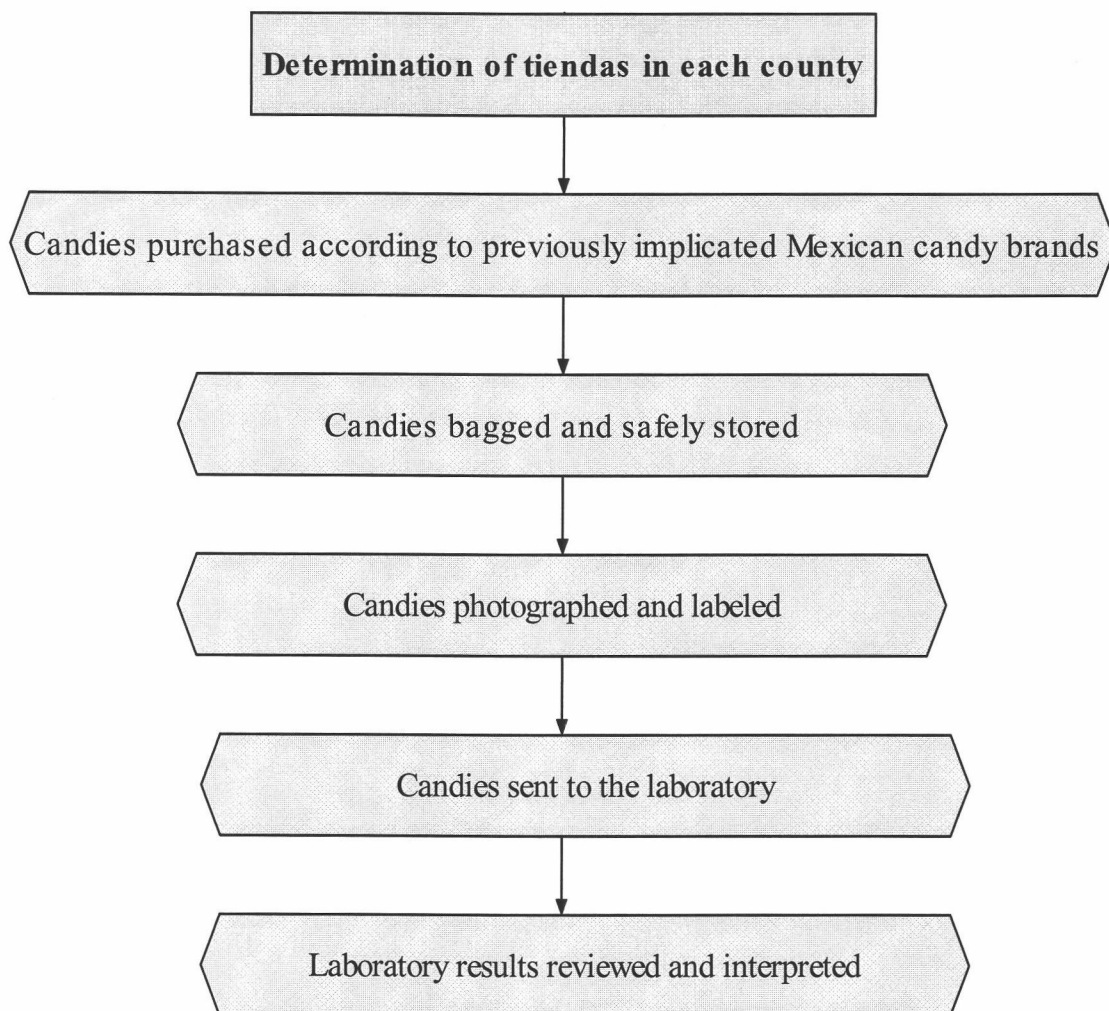 Determination of tiendas in each county
Candies purchased according to previously implicated Mexican candy brands
Candies bagged and safely stored
Candies photographed and labeled
Candies sent to the laboratory
Laboratory results reviewed and interpreted